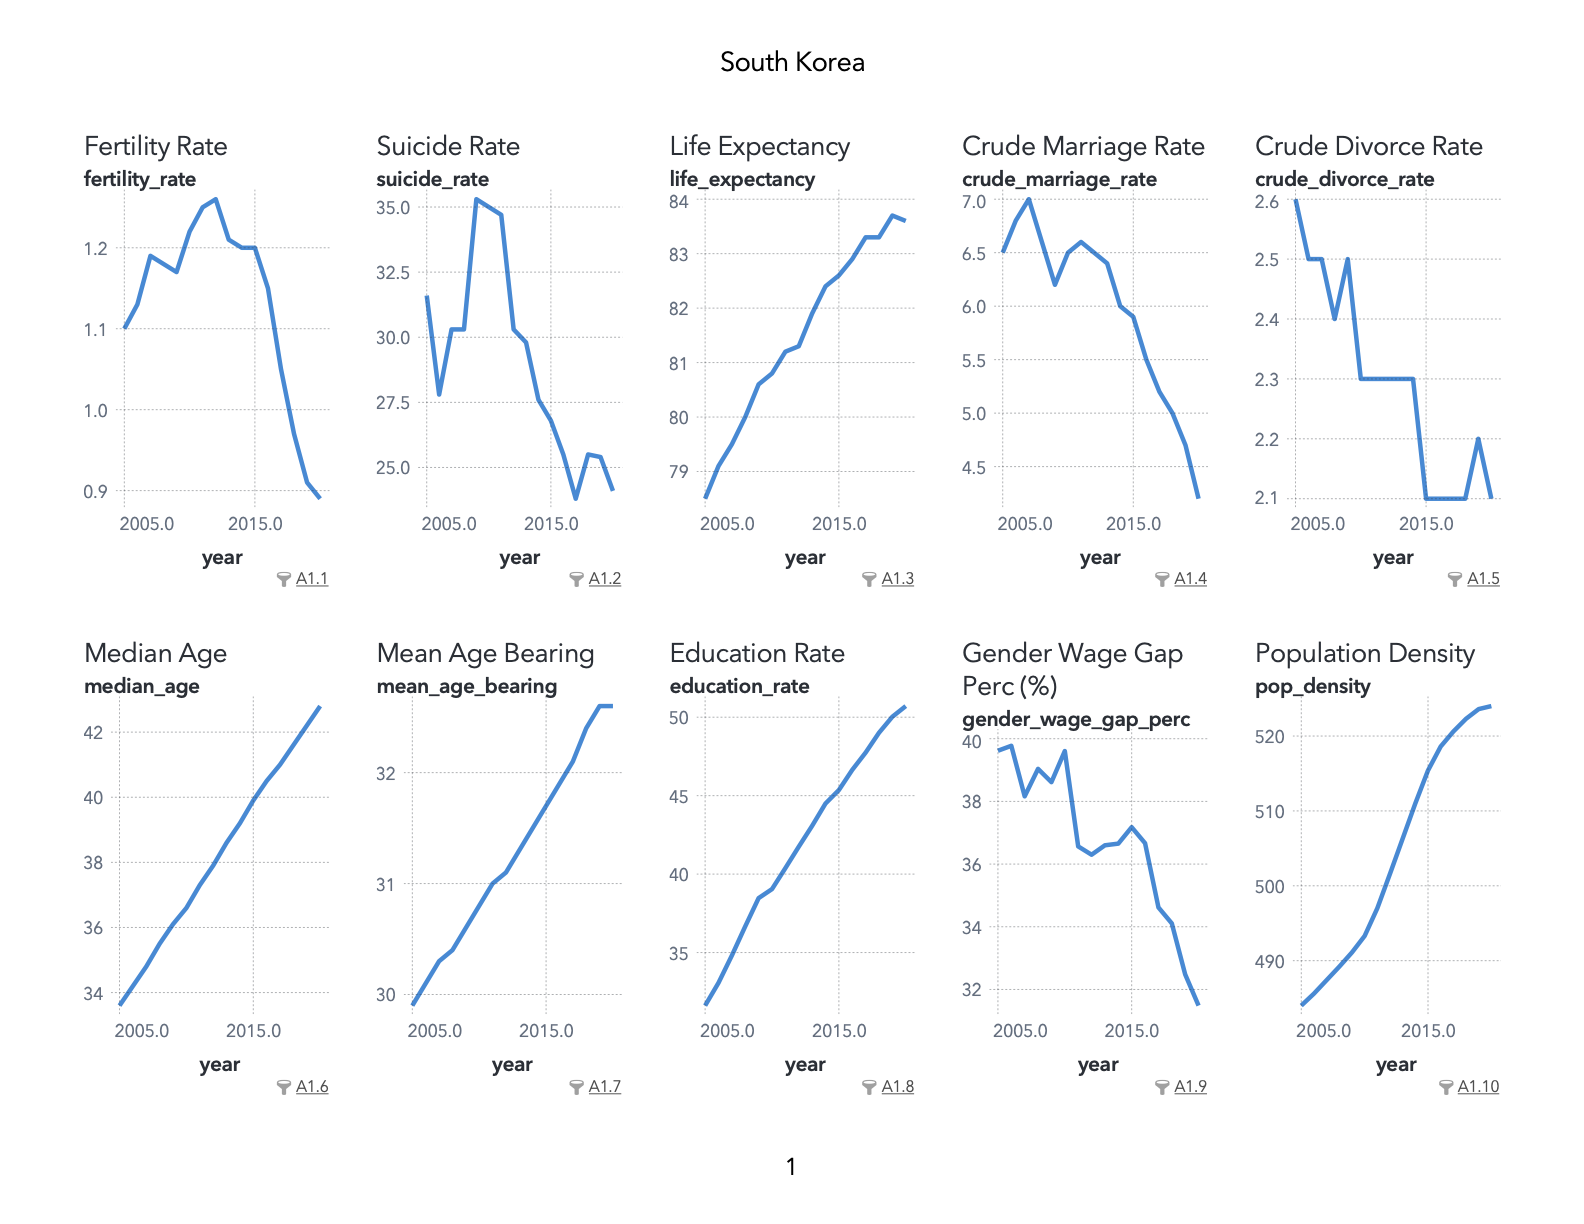 South Korea
Fertility Rate
fertility_rate
1.2
1.1
1.0
0.9
2005.0 2015.0
year
A1.1
Suicide Rate
suicide_rate
35.0
32.5
30.0
27.5
25.0
2005.0 2015.0
year
A1.2
Life Expectancy
life_expectancy
84
83
82
81
80
79
2005.0 2015.0
year
A1.3
Crude Marriage Rate
crude_marriage_rate
7.0
6.5
6.0
5.5
5.0
4.5
2005.0 2015.0
year
A1.4
Crude Divorce Rate
crude_divorce_rate
2.6
2.5
2.4
2.3
2.2
2.1
2005.0 2015.0
year
A1.5
Median Age
median_age
42
40
38
36
34
2005.0 2015.0
year
A1.6
Mean Age Bearing
mean_age_bearing
32
31
30
2005.0 2015.0
year
A1.7
Education Rate
education_rate
50
45
40
35
2005.0 2015.0
year
A1.8
Gender Wage Gap
Perc (%)
gender_wage_gap_perc
40
38
36
34
32
2005.0 2015.0
year
A1.9
Population Density
pop_density
520
510
500
490
2005.0 2015.0
year
A1.10
1